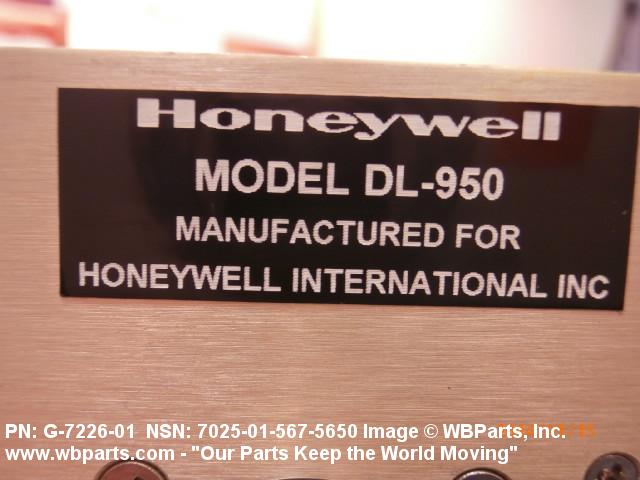 Honeywell
MODEL DL-950
MANUFACTURED FOR
HONEYWELL INTERNATIONAL INC
PN: G-7226-01 NSN: 7025-01-567-5650 Image © WBParts, Inc.
www.wbparts.com - "Our Parts Keep the World Moving"